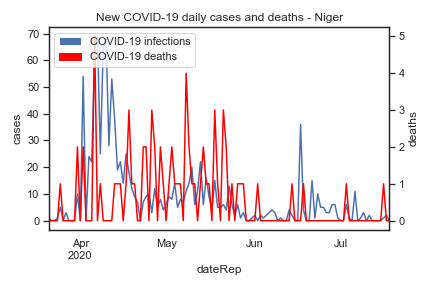 New COVID-19 daily cases and deaths - Niger
COVID-19 infections
COVID-19 deaths
cases
70
60
50
40
30
20
10
0
deaths
5
4
3
2
1
0
Apr
2020
May
Jun
Jul
dateRep